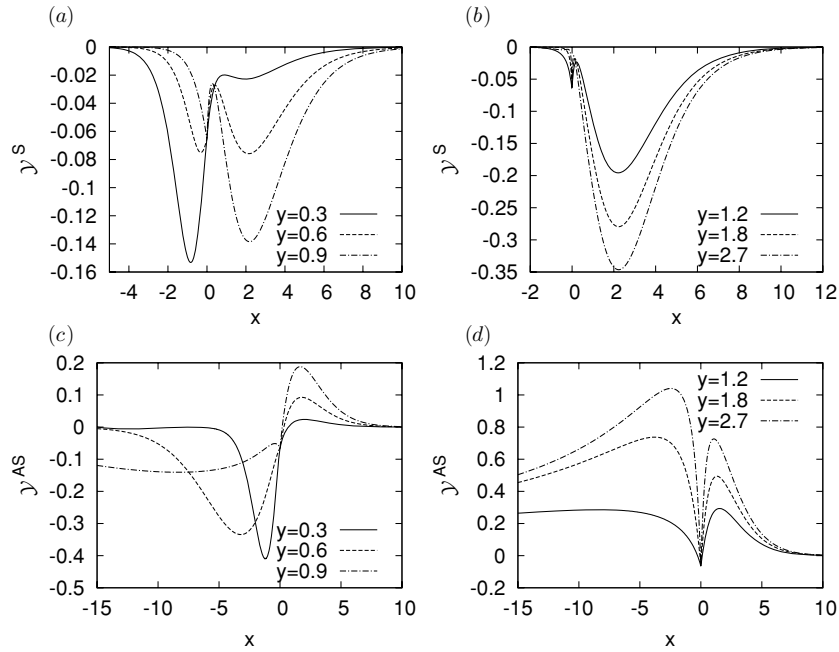 (a)
0
-0.02
-0.04
-0.06
-0.08
-0.1
-0.12
-0.14
-0.16
𝒴^S
y=0.3
y=0.6
y=0.9
-4 -2 0 2 4 6 8 10
x
(b)
0
-0.05
-0.1
-0.15
-0.2
-0.25
-0.3
-0.35
𝒴^S
y=1.2
y=1.8
y=2.7
-2 0 2 4 6 8 10 12
x
(c)
0.2
0.1
0
-0.1
-0.2
-0.3
-0.4
-0.5
𝒴^AS
y=0.3
y=0.6
y=0.9
-15 -10 -5 0 5 10
x
(d)
1.2
1
0.8
0.6
0.4
0.2
0
0.2
𝒴^AS
y=1.2
y=1.8
y=2.7
-15 -10 -5 0 5 10
x